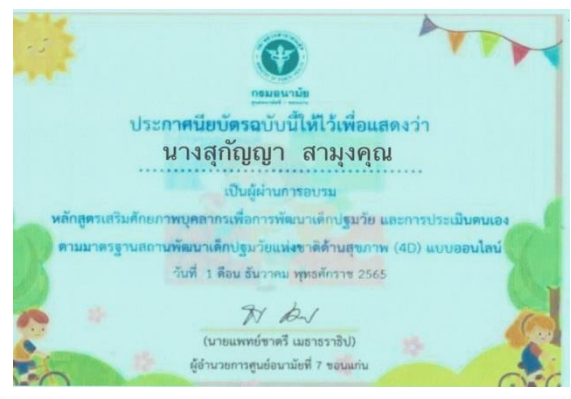 กรมอนามัย
ประกาศนียบัตรฉบับนี้ให้ไว้เพื่อแสดงว่า
นางสุกัญญา สามุงคุณ
เป็นผู้ผ่านการอบรม
หลักสูตรเสริมศักยภาพบุคลากรเพื่อการพัฒนาเด็กปฐมวัย และการประเมินตนเอง
ตามมาตรฐานสถานพัฒนาเด็กปฐมวัยแห่งชาติด้านสุขภาพ (4D) แบบออนไลน์
วันที่ 1 เดือน ธันวาคม พุทธศักราช 2565
(นายแพทย์ชาตรี เมธาธราธิป)
ผู้อำนวยการศูนย์อนามัยที่ 7 ขอนแก่น